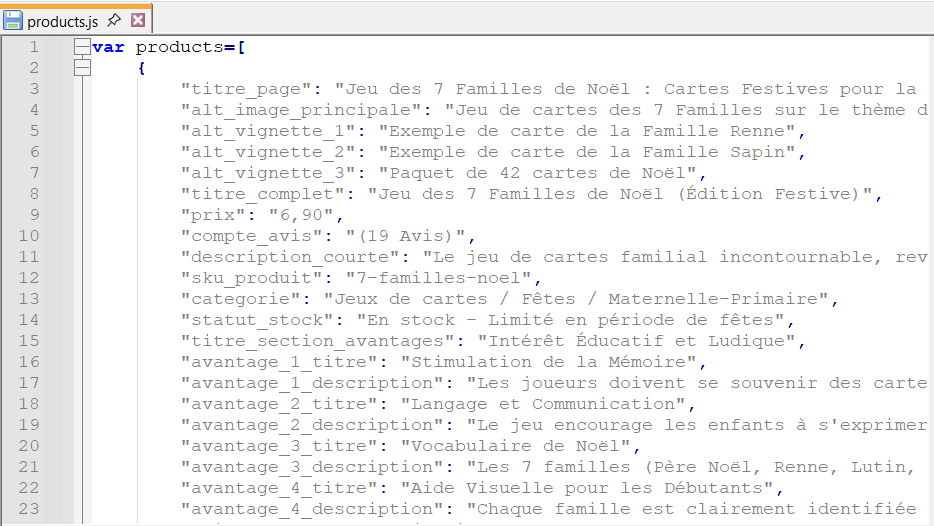 products.js
1 var products=[
2 {
3 "titre_page": "Jeu des 7 Familles de Noël : Cartes Festives pour la
4 "alt_image_principale": "Jeu de cartes des 7 Familles sur le thème d
5 "alt_vignette_1": "Exemple de carte de la Famille Renne",
6 "alt_vignette_2": "Exemple de carte de la Famille Sapin",
7 "alt_vignette_3": "Paquet de 42 cartes de Noël",
8 "titre_complet": "Jeu des 7 Familles de Noël (Édition Festive)",
9 "prix": "6,90",
10 "compte_avis": "(19 Avis)",
11 "description_courte": "Le jeu de cartes familial incontournable, rev
12 "sku_produit": "7-familles-noel",
13 "categorie": "Jeux de cartes / Fêtes / Maternelle-Primaire",
14 "statut_stock": "En stock - Limité en période de fêtes",
15 "titre_section_avantages": "Intérêt Éducatif et Ludique",
16 "avantage_1_titre": "Stimulation de la Mémoire",
17 "avantage_1_description": "Les joueurs doivent se souvenir des carte
18 "avantage_2_titre": "Langage et Communication",
19 "avantage_2_description": "Le jeu encourage les enfants à s'exprimer
20 "avantage_3_titre": "Vocabulaire de Noël",
21 "avantage_3_description": "Les 7 familles (Père Noël, Renne, Lutin,
22 "avantage_4_titre": "Aide Visuelle pour les Débutants",
23 "avantage_4_description": "Chaque famille est clairement identifiée